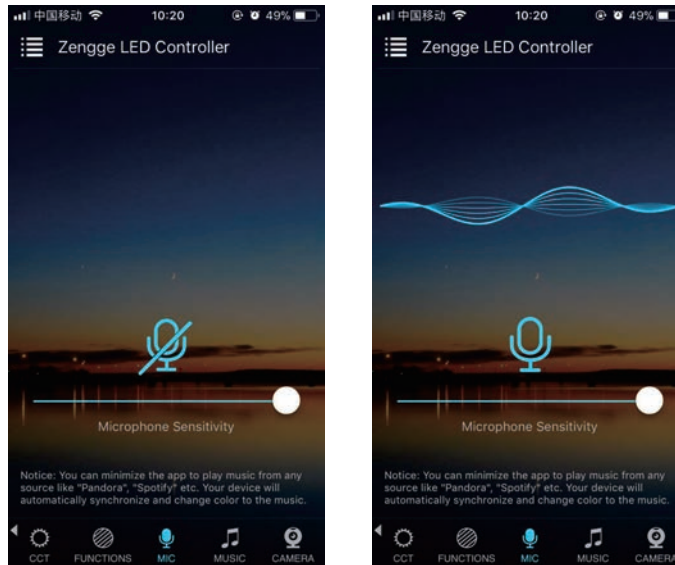 中国移动 10:20 49%
Zengge LED Controller
Microphone Sensitivity
Notice: You can minimize the app to play music from any
source like "Pandora", "Spotify" etc. Your device will
automatically synchronize and change color to the music.
CCT FUNCTIONS MIC MUSIC CAMERA
中国移动 10:20 49%
Zengge LED Controller
Microphone Sensitivity
Notice: You can minimize the app to play music from any
source like "Pandora", "Spotify" etc. Your device will
automatically synchronize and change color to the music.
CCT FUNCTIONS MIC MUSIC CAMERA